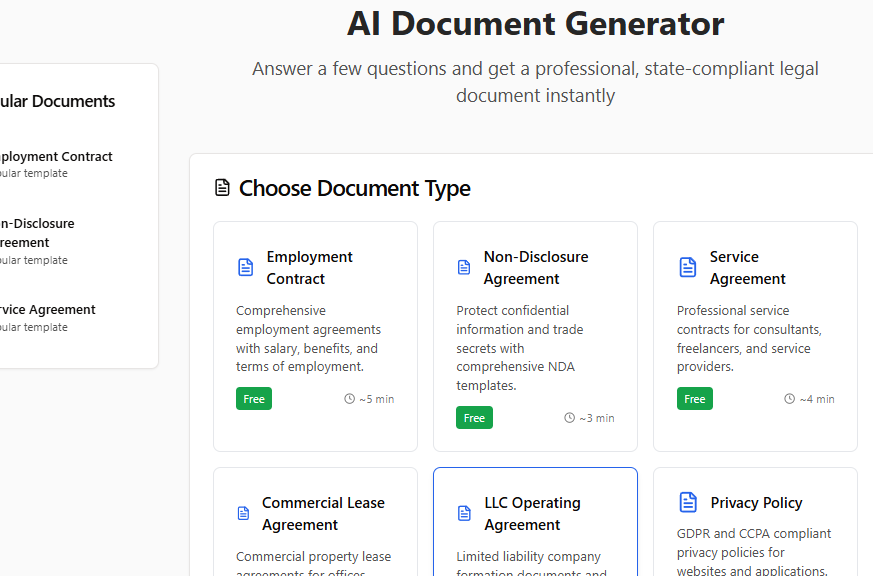 AI Document Generator
Answer a few questions and get a professional, state-compliant legal
document instantly
ular Documents
ployment Contract
ular template
n-Disclosure
reement
ular template
rvice Agreement
ular template
Choose Document Type
Employment
Contract
Comprehensive
employment agreements
with salary, benefits, and
terms of employment.
Free
~5 min
Non-Disclosure
Agreement
Protect confidential
information and trade
secrets with
comprehensive NDA
templates.
Free
~3 min
Service
Agreement
Professional service
contracts for consultants,
freelancers, and service
providers.
Free
~4 min
Commercial Lease
Agreement
Commercial property lease
agreements for offices
LLC Operating
Agreement
Limited liability company
formation documents and
Privacy Policy
GDPR and CCPA compliant
privacy policies for
websites and applications.